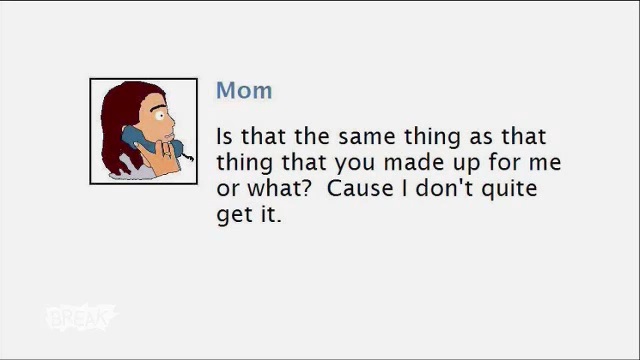 Mom
Is that the same thing as that
thing that you made up for me
or what?  Cause I don't quite
get it.
BREAK